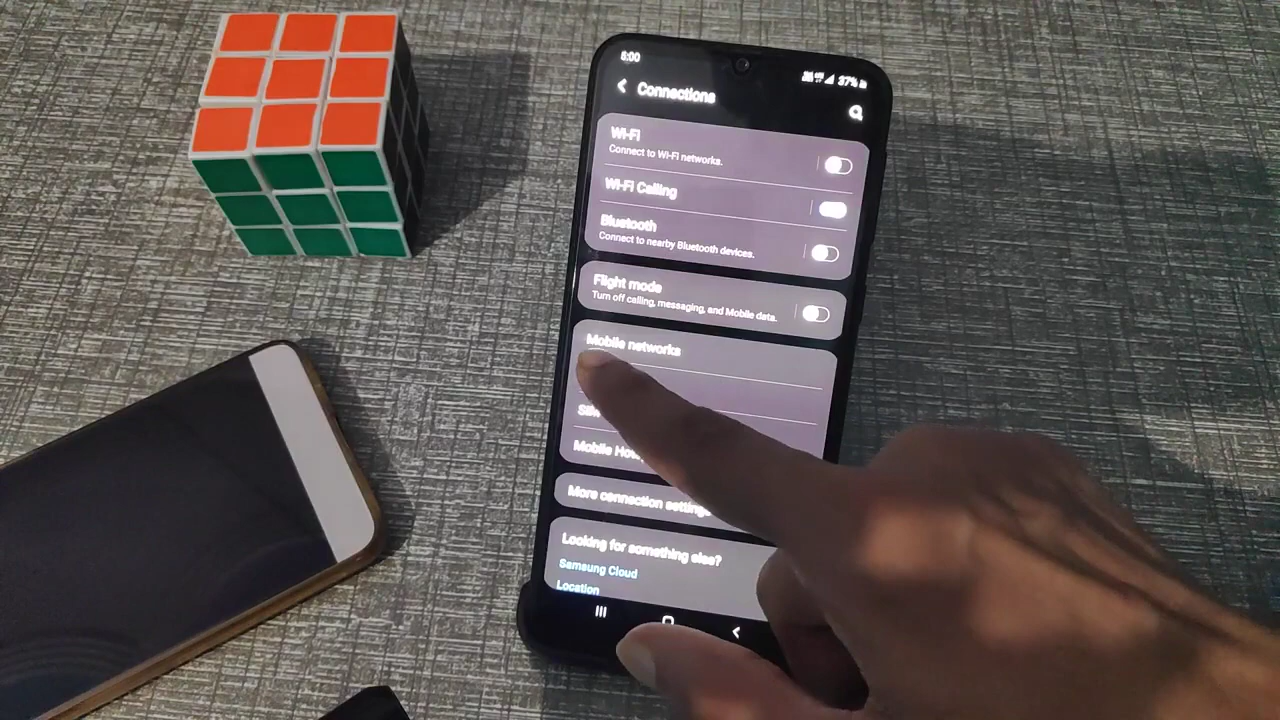 5:00
37%
Connections
Wi-Fi
Connect to Wi-Fi networks.
Wi-Fi Calling
Bluetooth
Connect to nearby Bluetooth devices.
Flight mode
Turn off calling, messaging, and Mobile data.
Mobile networks
Mobile
More connection settings
Looking for something else?
Samsung Cloud
Location